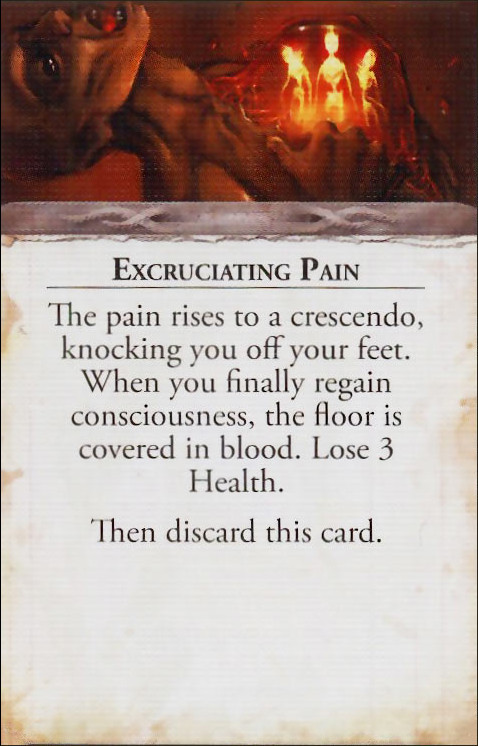 Excruciating Pain
The pain rises to a crescendo,
knocking you off your feet.
When you finally regain
consciousness, the floor is
covered in blood. Lose 3
Health.
Then discard this card.